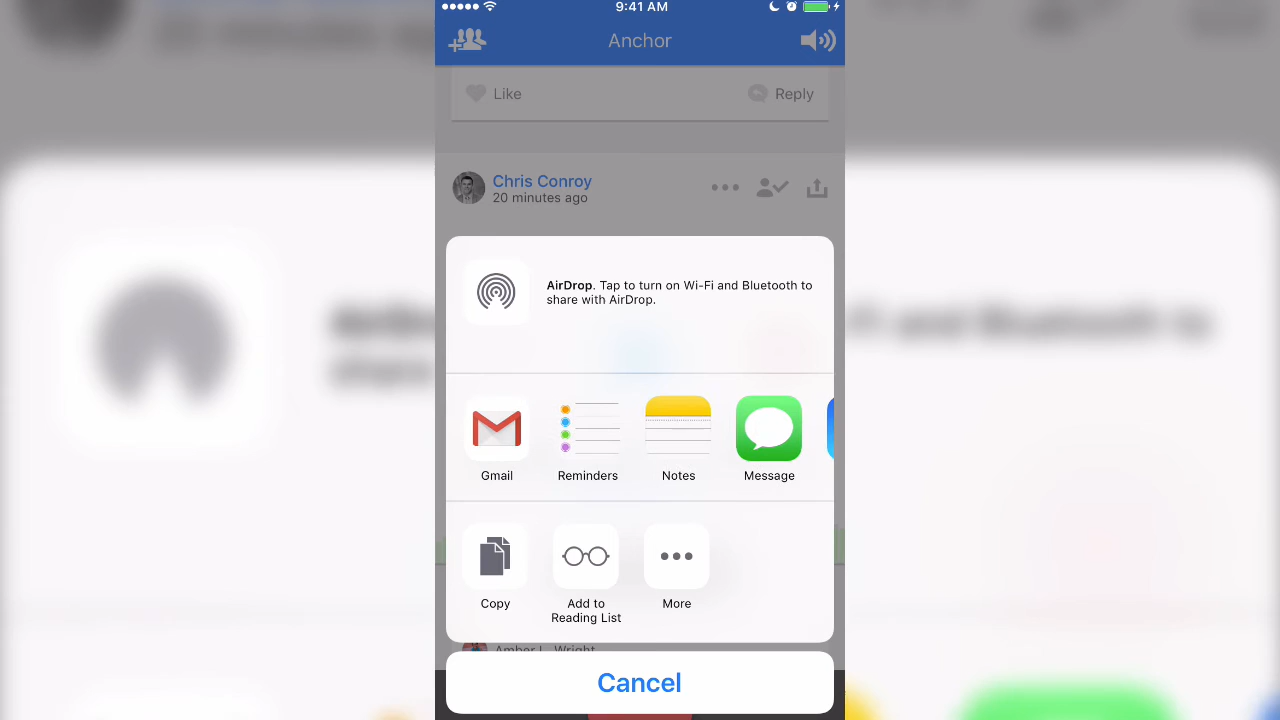 9:41 AM
Anchor
Like
Reply
Chris Conroy
20 minutes ago
AirDrop. Tap to turn on Wi-Fi and Bluetooth to
share with AirDrop.
Gmail
Reminders
Notes
Message
Copy
Add to
Reading List
More
Amber L. Wright
Cancel